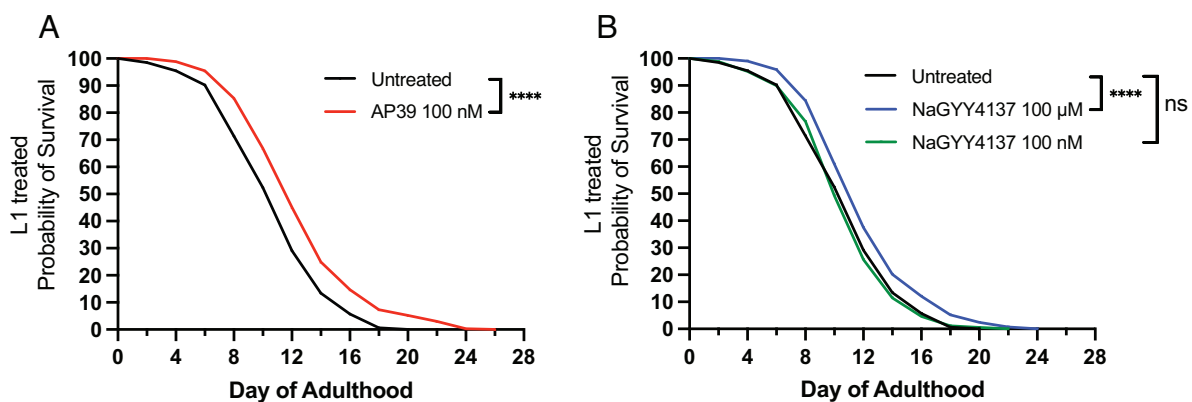 A
L1 treated
Probability of Survival
100
90
80
70
60
50
40
30
20
10
0
0 4 8 12 16 20 24 28
Day of Adulthood
Untreated
AP39 100 nM
****
B
L1 treated
Probability of Survival
100
90
80
70
60
50
40
30
20
10
0
0 4 8 12 16 20 24 28
Day of Adulthood
Untreated
NaGYY4137 100 μM
NaGYY4137 100 nM
****
ns